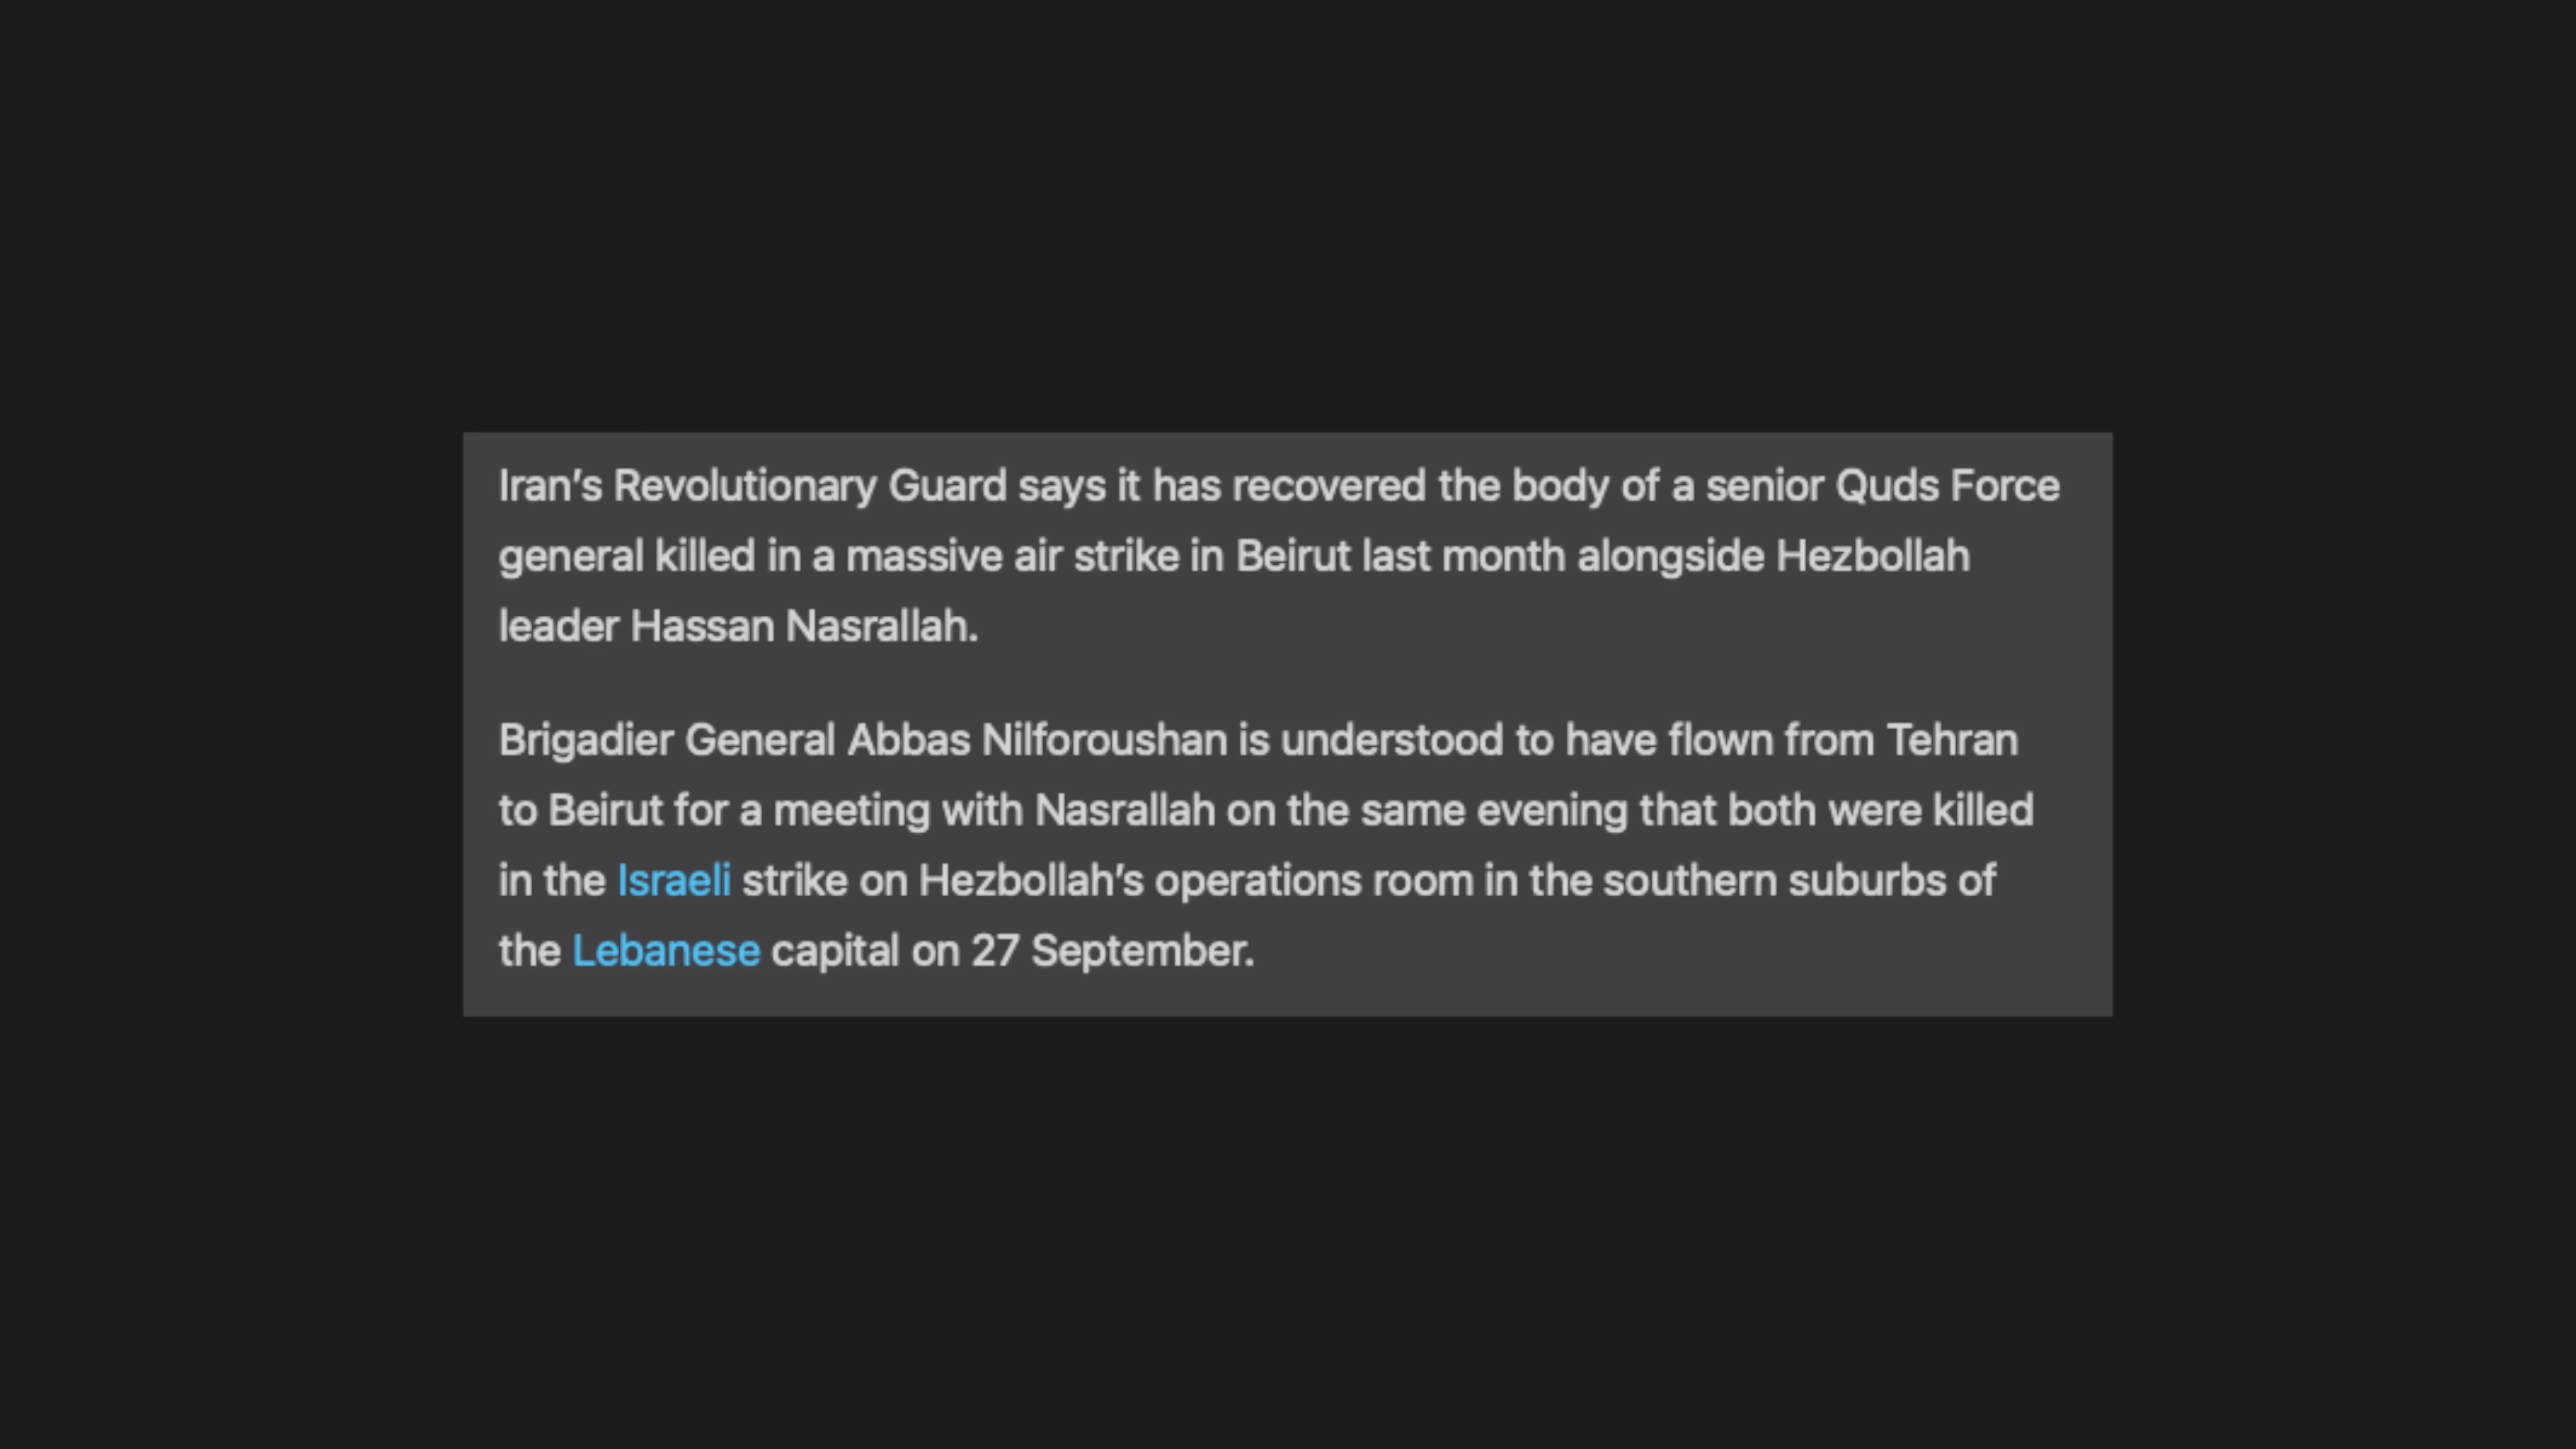 Iran’s Revolutionary Guard says it has recovered the body of a senior Quds Force
general killed in a massive air strike in Beirut last month alongside Hezbollah
leader Hassan Nasrallah.
Brigadier General Abbas Nilforoushan is understood to have flown from Tehran
to Beirut for a meeting with Nasrallah on the same evening that both were killed
in the Israeli strike on Hezbollah’s operations room in the southern suburbs of
the Lebanese capital on 27 September.